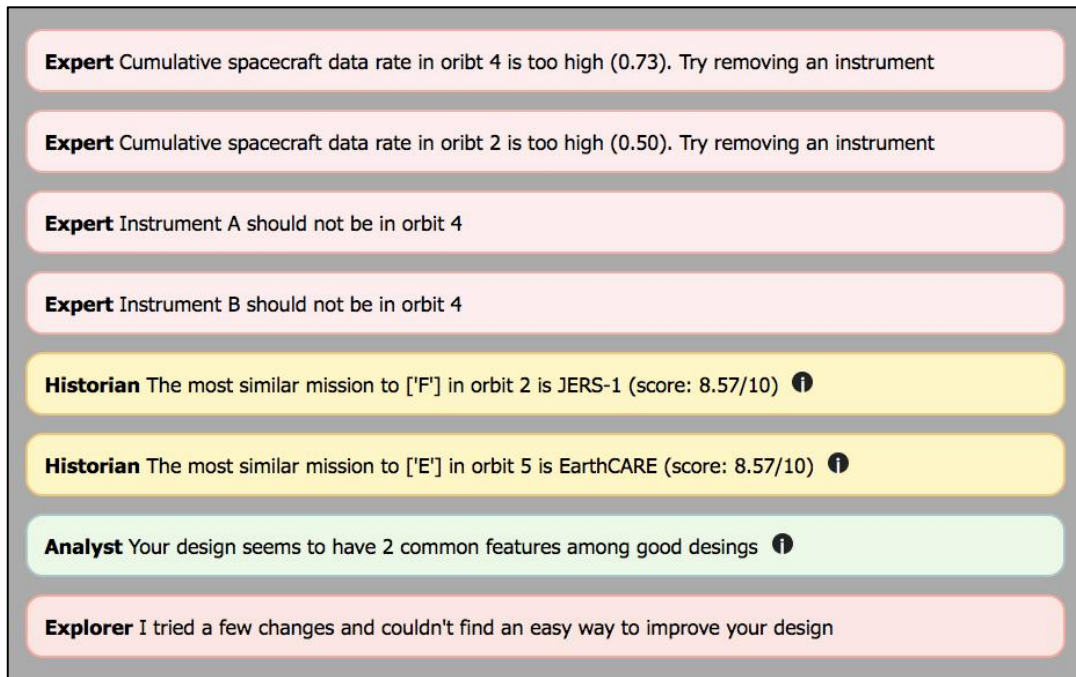 Expert Cumulative spacecraft data rate in oribt 4 is too high (0.73). Try removing an instrument
Expert Cumulative spacecraft data rate in oribt 2 is too high (0.50). Try removing an instrument
Expert Instrument A should not be in orbit 4
Expert Instrument B should not be in orbit 4
Historian The most similar mission to ['F'] in orbit 2 is JERS-1 (score: 8.57/10) i
Historian The most similar mission to ['E'] in orbit 5 is EarthCARE (score: 8.57/10) i
Analyst Your design seems to have 2 common features among good desings i
Explorer I tried a few changes and couldn't find an easy way to improve your design